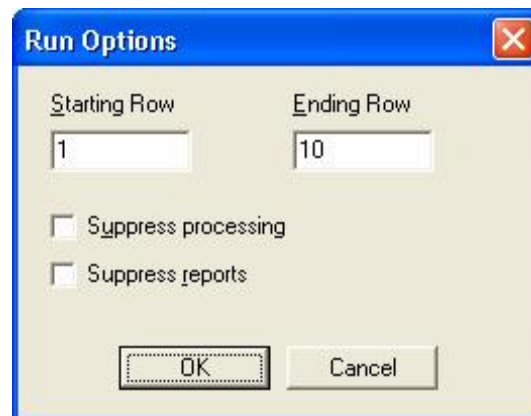 Run Options
Starting Row Ending Row
1 10
Suppress processing
Suppress reports
OK Cancel